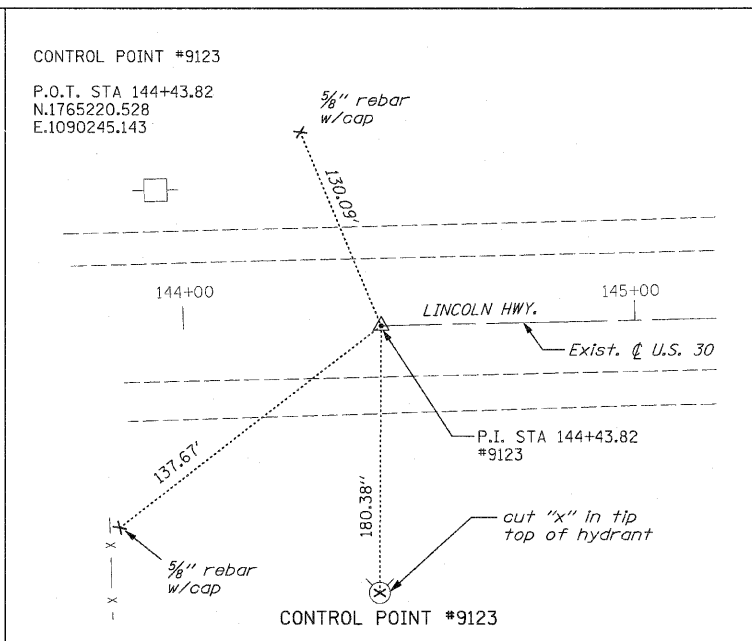 CONTROL POINT #9123
P.O.T. STA 144+43.82
N.1765220.528
E.1090245.143
5/8" rebar
w/cap
130.09'
144+00
LINCOLN HWY.
145+00
Exist. ℄ U.S. 30
P.I. STA 144+43.82
#9123
137.67'
180.38"
cut "x" in tip
top of hydrant
5/8" rebar
w/cap
CONTROL POINT #9123